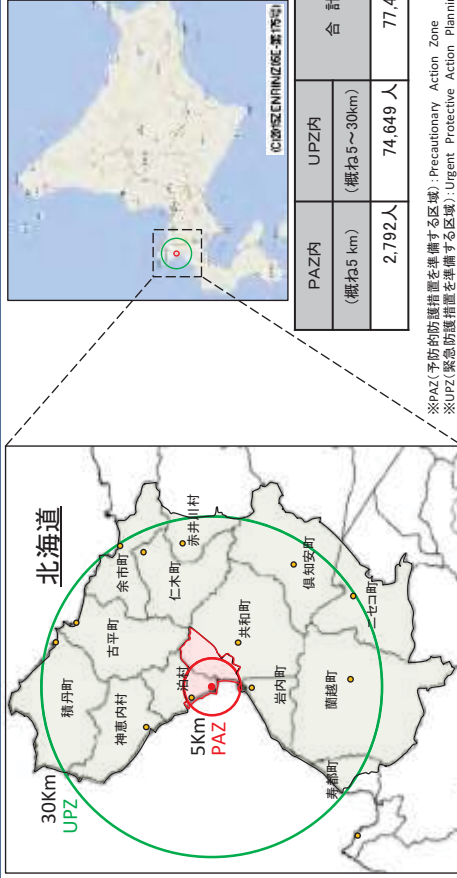 北海道
30Km
UPZ
積丹町
古平町
余市町
赤井川村
仁木町
神恵内村
泊村
5Km
PAZ
共和町
倶知安町
岩内町
ニセコ町
蘭越町
寿都町
PAZ内
(概ね5 km)
UPZ内
(概ね5～30km)
合 計
2,792人
74,649 人
77,4
※PAZ(予防的防護措置を準備する区域):Precautionary Action Zone
※UPZ(緊急防護措置を準備する区域):Urgent Protective Action Plannin